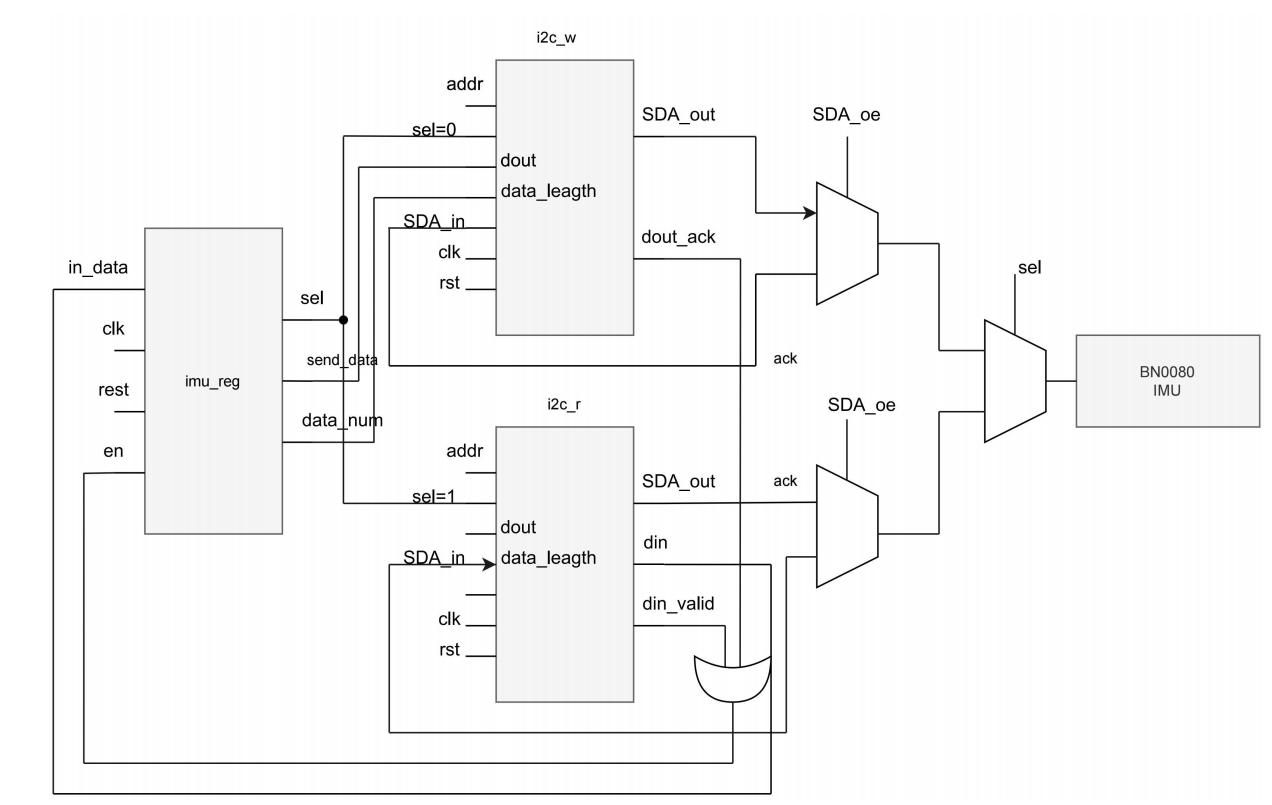 i2c_w
addr
SDA_out
SDA_oe
sel=0
dout
data_leagth
SDA_in
dout_ack
clk
in_data
sel
rst
sel
clk
send_data
ack
BN0080
IMU
imu_reg
rest
i2c_r
SDA_oe
data_num
en
addr
SDA_out
ack
sel=1
dout
din
SDA_in
data_leagth
din_valid
clk
rst